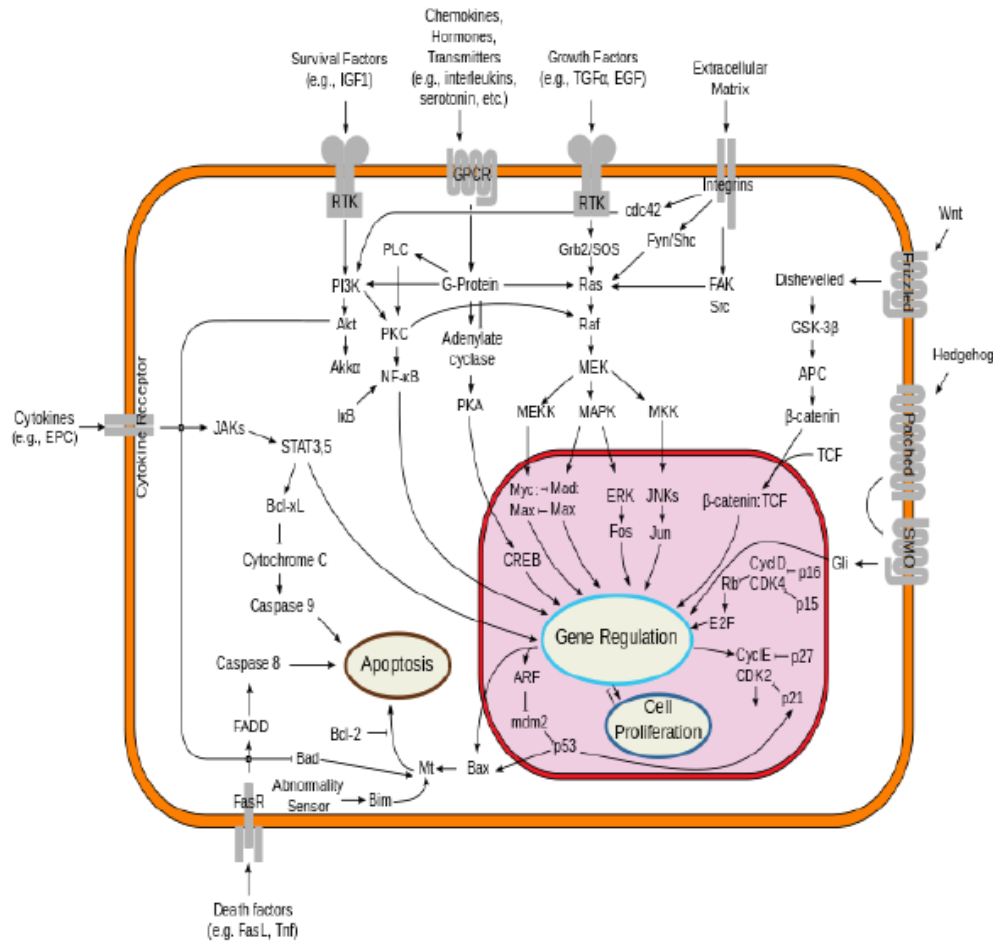 Chemokines,
Hormones,
Transmitters
(e.g., interleukins,
serotonin, etc.)
Survival Factors
(e.g., IGF1)
Growth Factors
(e.g., TGFα, EGF)
Extracellular
Matrix
GPCR
Integrins
RTK
RTK
cdc42
Wnt
Fyn/Shc
Grb2/SOS
PLC
Frizzled
Dishevelled
PI3K
G-Protein
Ras
FAK
Src
Akt
PKC
Raf
GSK-3β
Adenylate
cyclase
Hedgehog
Akkα
NF-κB
MEK
APC
IκB
PKA
MEKK
MAPK
MKK
β-catenin
Cytokines
(e.g., EPC)
Cytokine Receptor
JAKs
STAT3,5
TCF
Patched
Myc:
Mad:
Max
Max
ERK
JNKs
β-catenin:TCF
Bcl-xL
Fos
Jun
SMO
Cytochrome C
CREB
Gli
CyclD
p16
Rb
CDK4
p15
Caspase 9
E2F
Gene Regulation
CyclE
p27
CDK2
p21
Caspase 8
Apoptosis
ARF
Cell
Proliferation
mdm2
FADD
Bcl-2
p53
Bad
Mt
Bax
Abnormality
Sensor
Bim
FasR
Death factors
(e.g. FasL, Tnf)